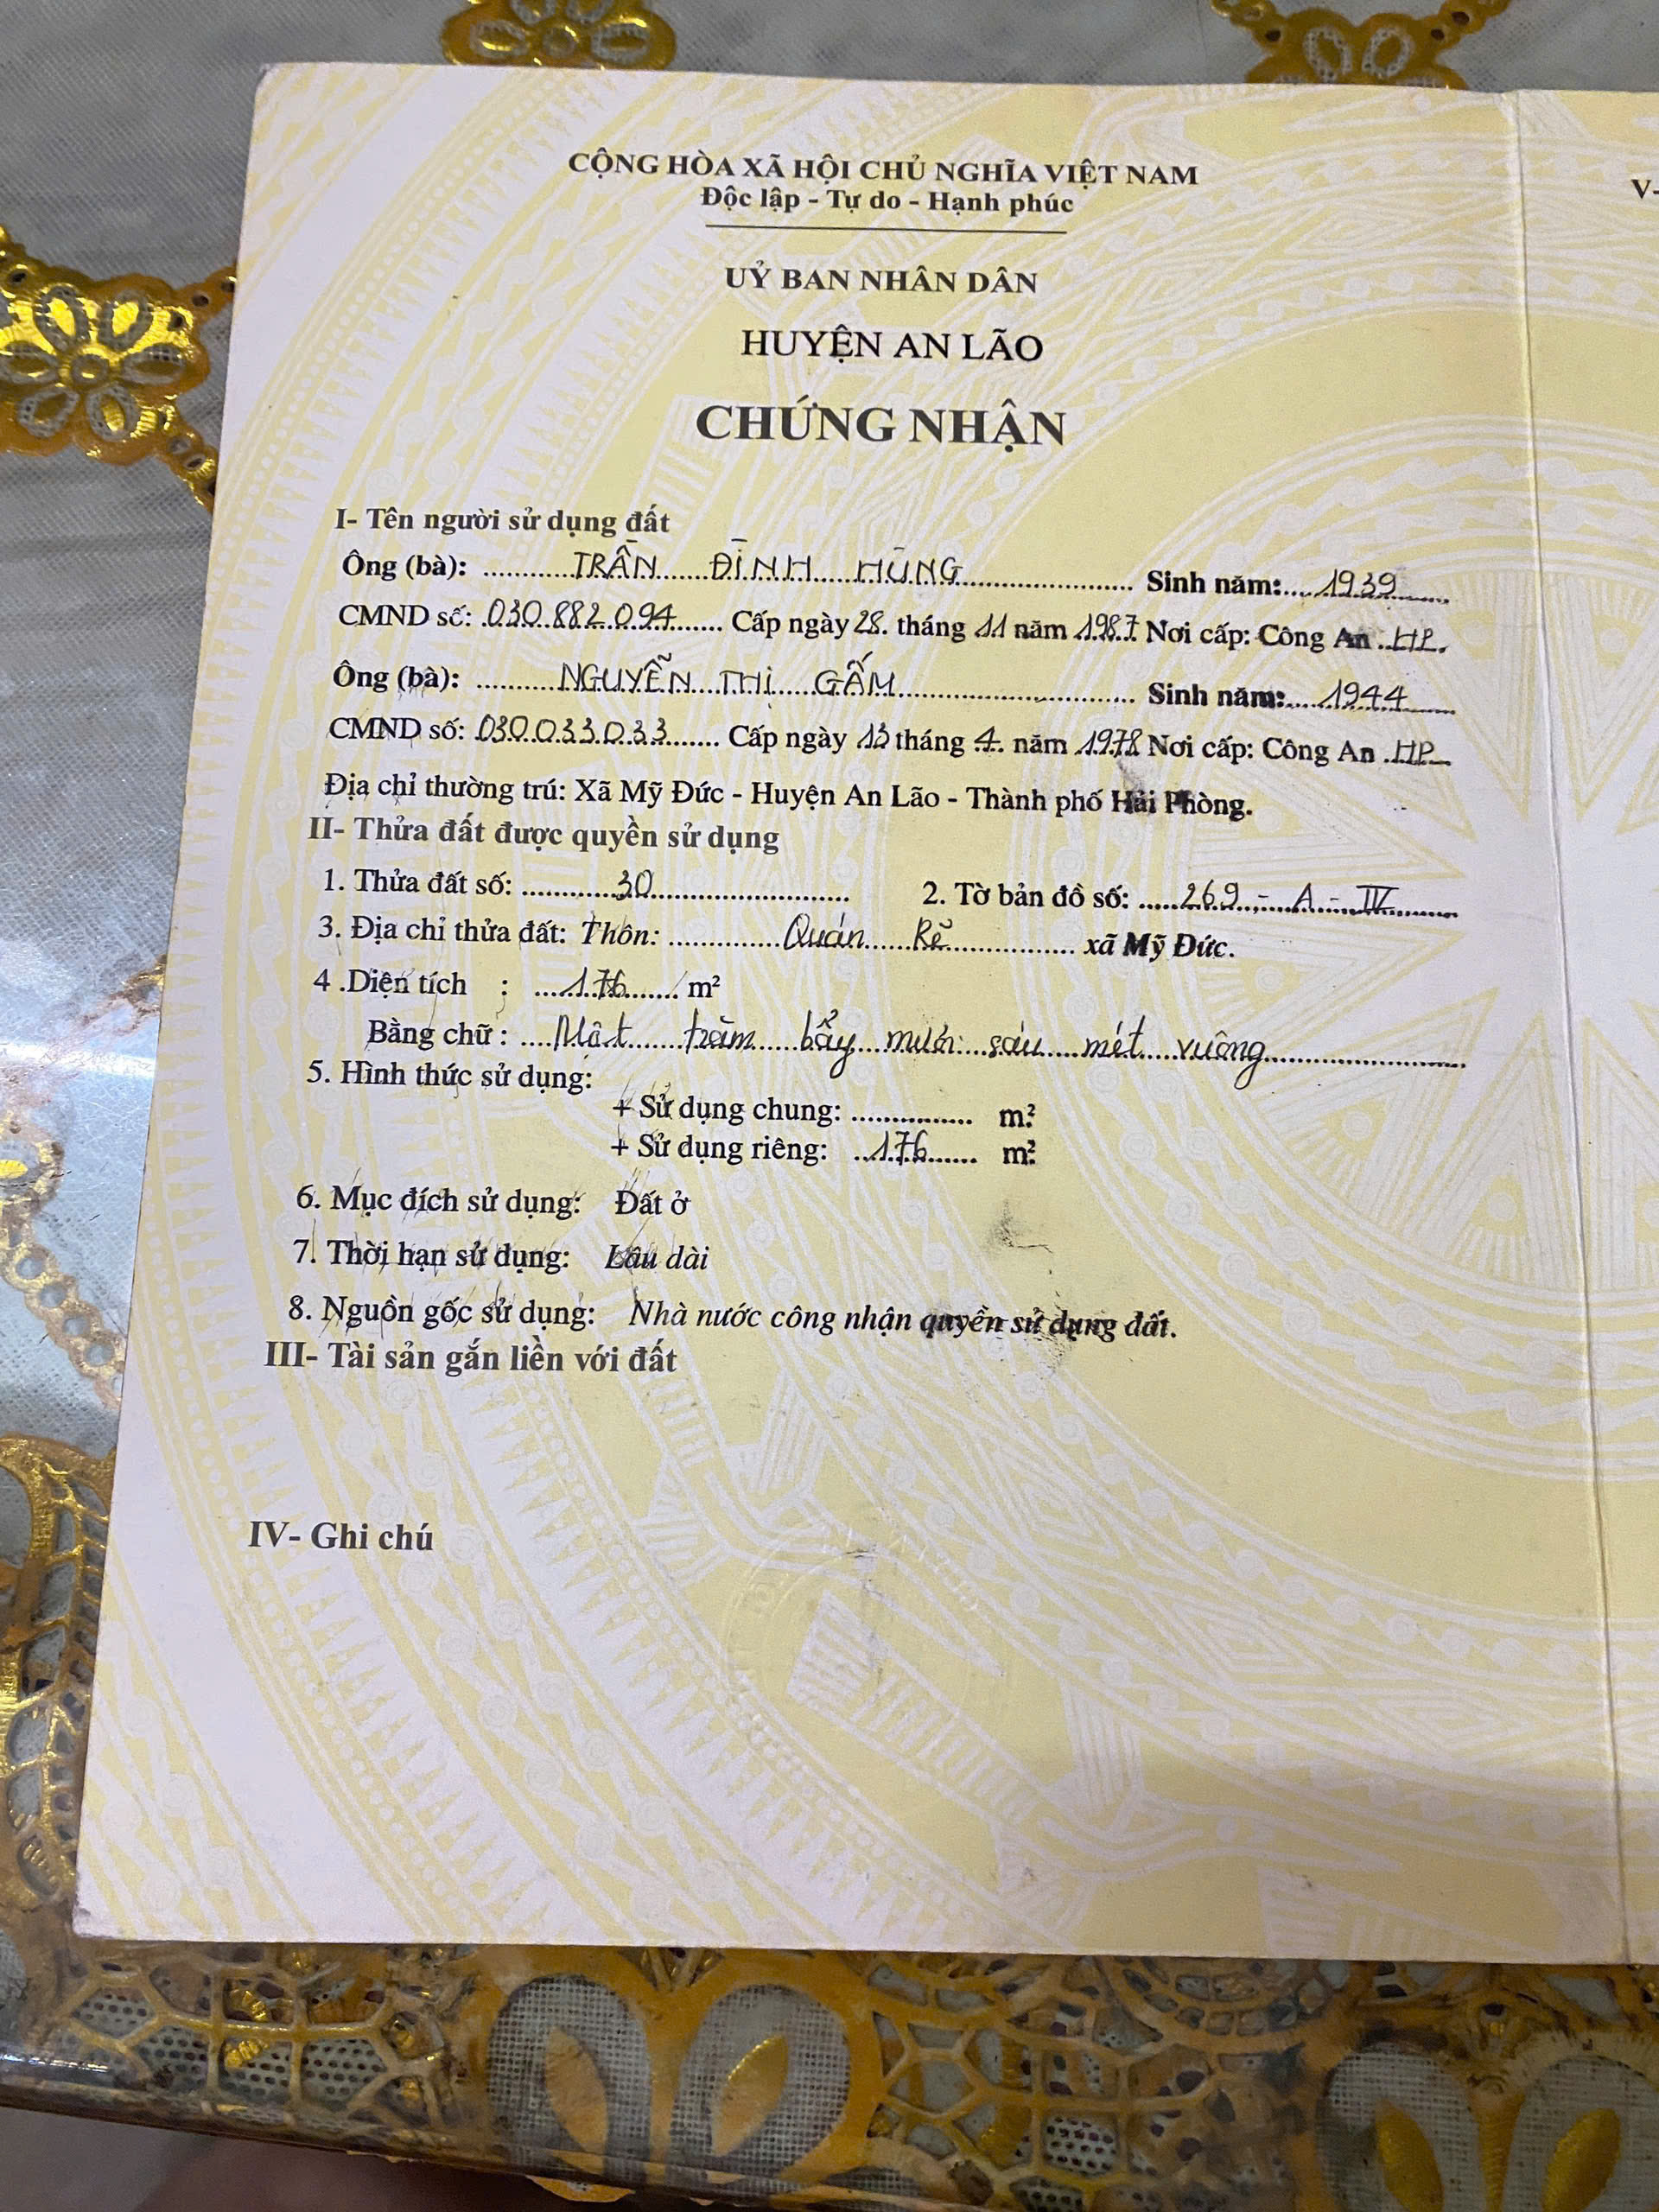 CỘNG HÒA XÃ HỘI CHỦ NGHĨA VIỆT NAM
Độc lập - Tự do - Hạnh phúc
UỶ BAN NHÂN DÂN
HUYỆN AN LÃO
CHỨNG NHẬN
I- Tên người sử dụng đất
Ông (bà): TRẦN ĐÌNH HÙNG Sinh năm: 1939
CMND số: 030.882.094 Cấp ngày 28. tháng 11 năm 1987 Nơi cấp: Công An HP.
Ông (bà): NGUYỄN THỊ GẤM Sinh năm: 1944
CMND số: 030033033 Cấp ngày 13 tháng 4 năm 1978 Nơi cấp: Công An HP
Địa chỉ thường trú: Xã Mỹ Đức - Huyện An Lão - Thành phố Hải Phòng.
II- Thửa đất được quyền sử dụng
1. Thửa đất số: 30 2. Tờ bản đồ số: 269 - A - IV
3. Địa chỉ thửa đất: Thôn: Quán Rẽ xã Mỹ Đức.
4 .Diện tích : 176 m²
Bằng chữ : Một trăm bẩy mươi sáu mét vuông
5. Hình thức sử dụng:
+ Sử dụng chung: m²
+ Sử dụng riêng: 176 m²
6. Mục đích sử dụng: Đất ở
7. Thời hạn sử dụng: Lâu dài
8. Nguồn gốc sử dụng: Nhà nước công nhận quyền sử dụng đất.
III- Tài sản gắn liền với đất
IV- Ghi chú
V-